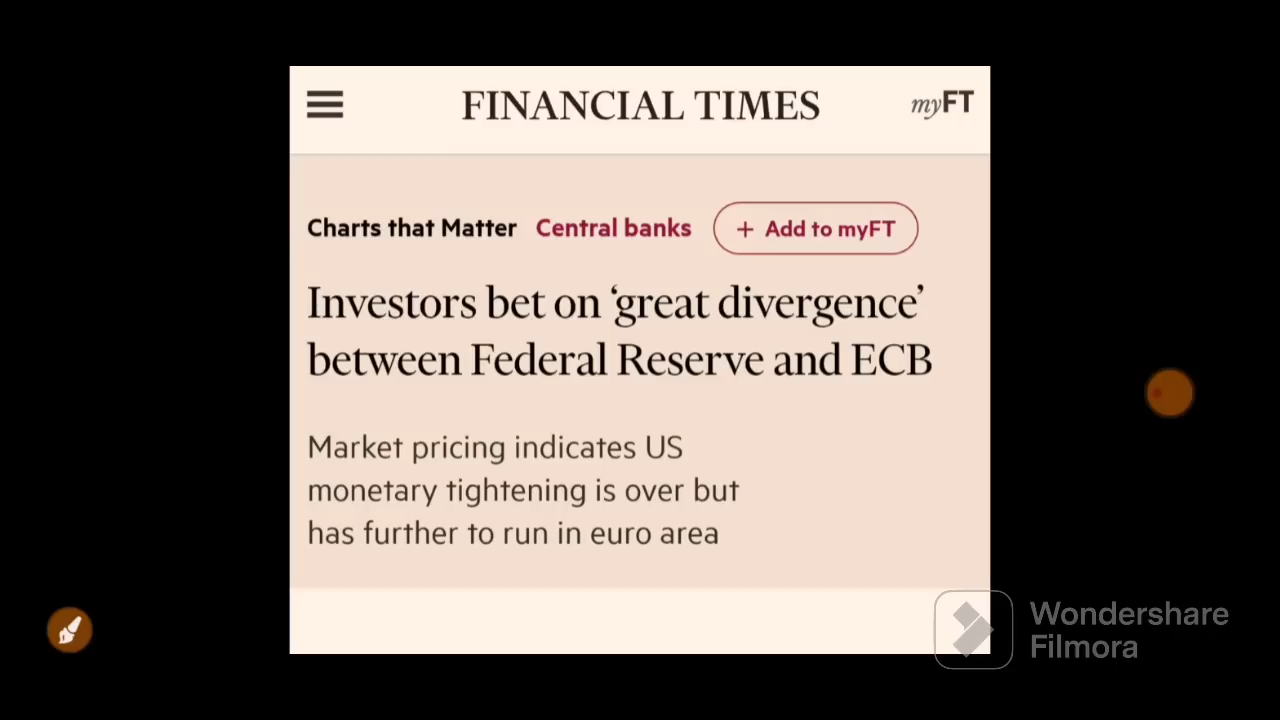 FINANCIAL TIMES
myFT
Charts that Matter Central banks + Add to myFT
Investors bet on ‘great divergence’
between Federal Reserve and ECB
Market pricing indicates US
monetary tightening is over but
has further to run in euro area
Wondershare
Filmora